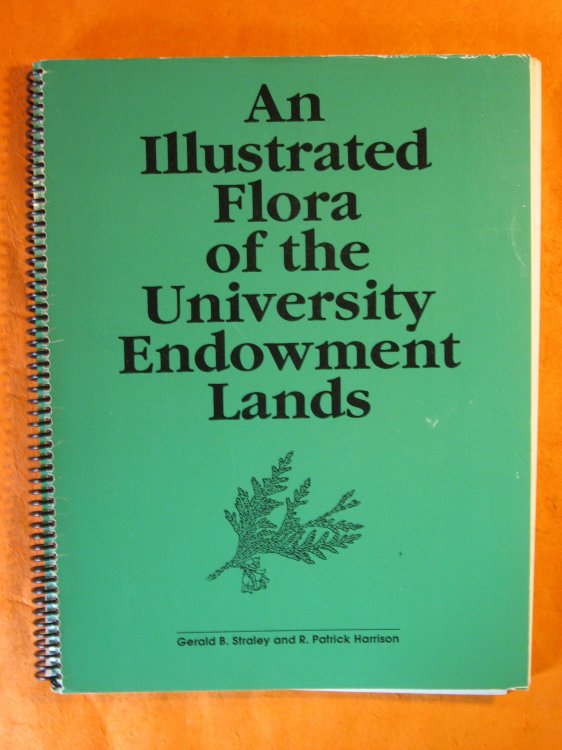 An
Illustrated
Flora
of the
University
Endowment
Lands
Gerald B. Straley and R. Patrick Harrison